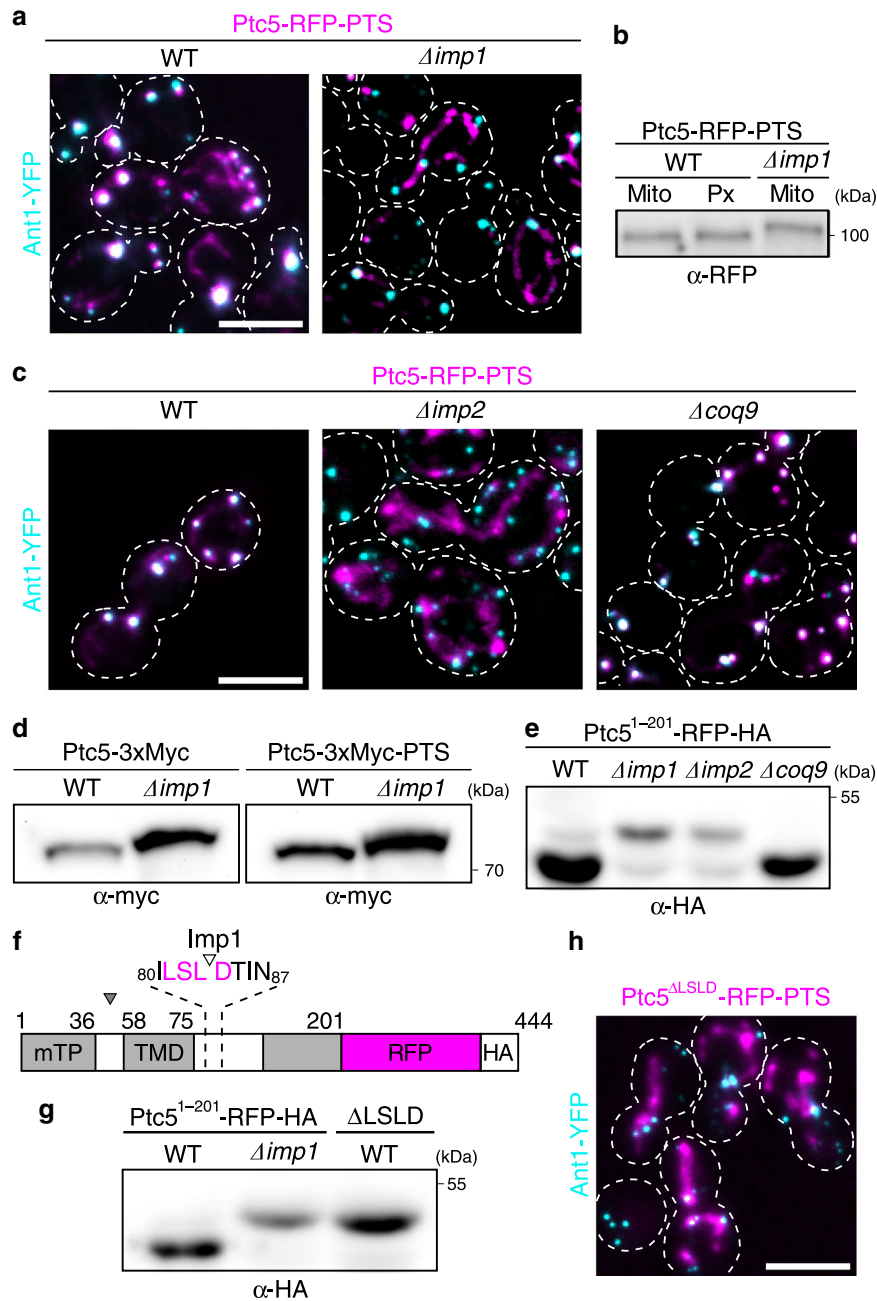 a
Ptc5-RFP-PTS
WT Δimp1
Ant1-YFP
b
Ptc5-RFP-PTS
WT Δimp1
Mito Px Mito (kDa)
100
α-RFP
c
Ptc5-RFP-PTS
WT Δimp2 Δcoq9
Ant1-YFP
d
Ptc5-3xMyc Ptc5-3xMyc-PTS
WT Δimp1 WT Δimp1 (kDa)
70
α-myc α-myc
e
Ptc5¹⁻²⁰¹-RFP-HA
WT Δimp1 Δimp2 Δcoq9 (kDa)
55
α-HA
f
Imp1
₈₀ILSL DTIN₈₇
1 36 58 75 201 444
mTP TMD RFP HA
g
Ptc5¹⁻²⁰¹-RFP-HA ΔLSLD
WT Δimp1 WT (kDa)
55
α-HA
h
Ptc5^ΔLSLD-RFP-PTS
Ant1-YFP